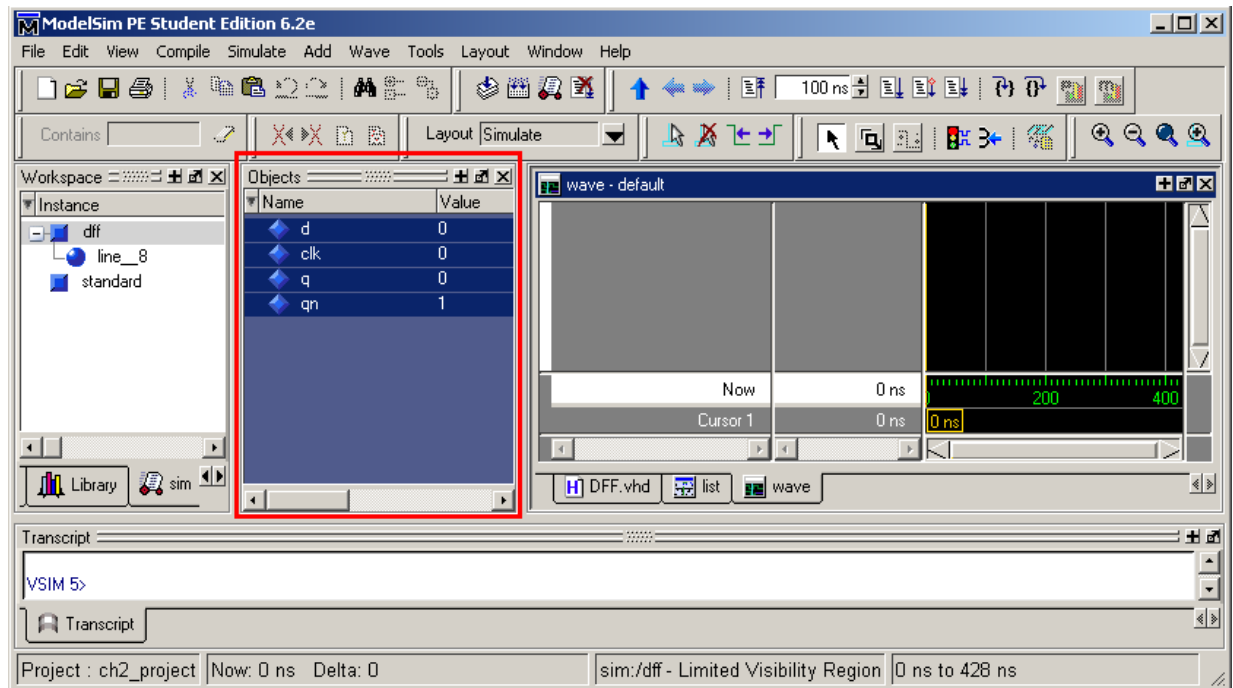 ModelSim PE Student Edition 6.2e
File Edit View Compile Simulate Add Wave Tools Layout Window Help
100 ns
Contains
Layout Simulate
Workspace
Instance
dff
line__8
standard
Library
sim
Objects
Name Value
d 0
clk 0
q 0
qn 1
wave - default
Now 0 ns
200 400
Cursor 1 0 ns 0 ns
DFF.vhd list wave
Transcript
VSIM 5>
Transcript
Project : ch2_project Now: 0 ns Delta: 0 sim:/dff - Limited Visibility Region 0 ns to 428 ns